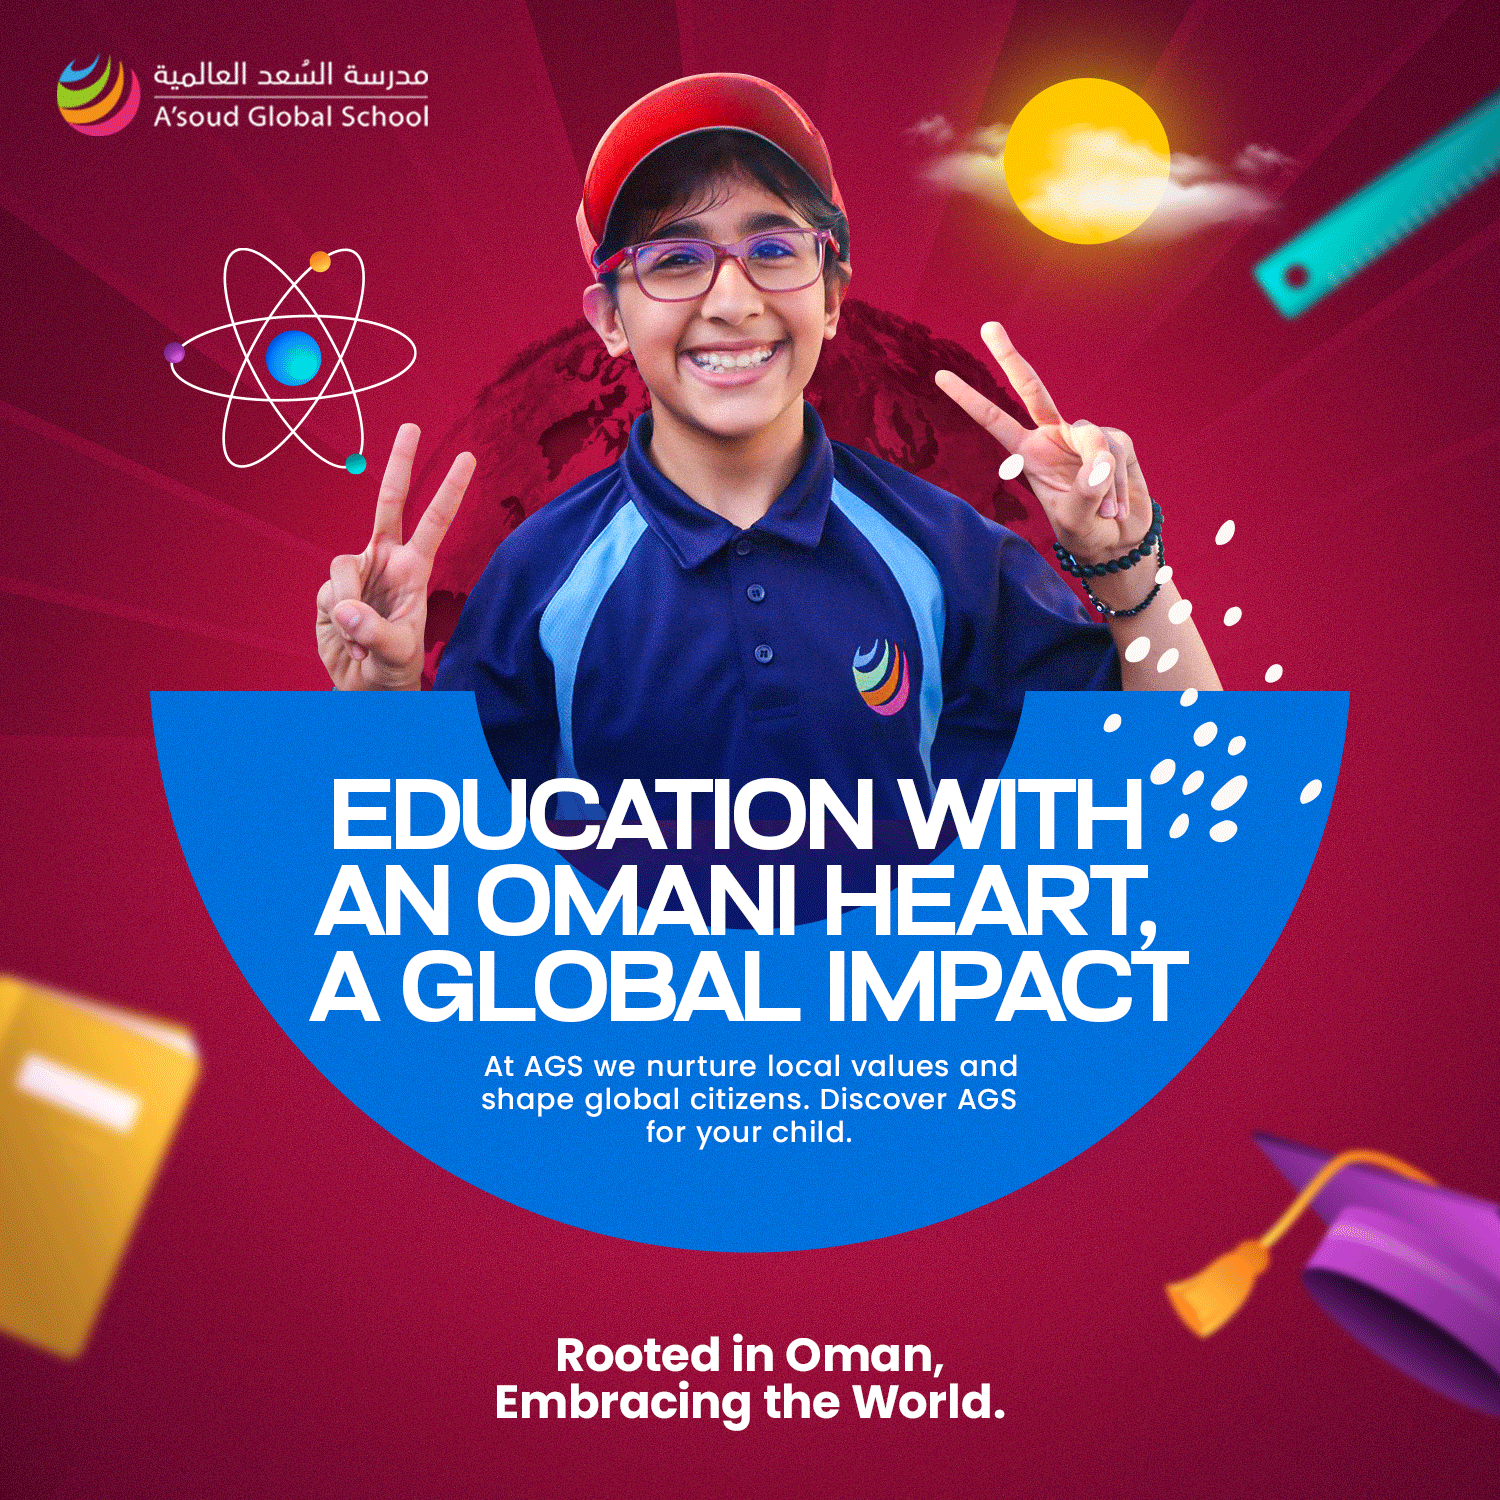 مدرسة السُعد العالمية
A'soud Global School
EDUCATION WITH
AN OMANI HEART,
A GLOBAL IMPACT
At AGS we nurture local values and
shape global citizens. Discover AGS
for your child.
Rooted in Oman,
Embracing the World.